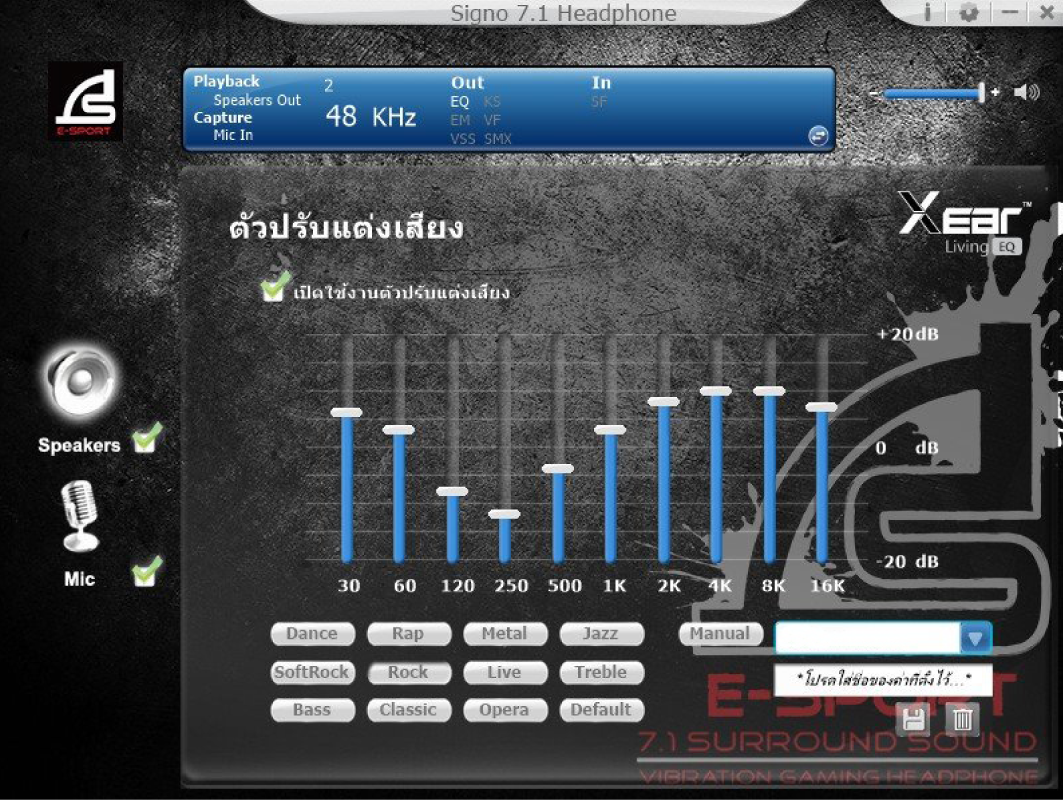 Signo 7.1 Headphone
E-SPORT
Playback 2 Out In
Speakers Out EQ KS SF
Capture 48 KHz EM VF
Mic In VSS SMX
ตัวปรับแต่งเสียง
Xear™
Living EQ
เปิดใช้งานตัวปรับแต่งเสียง
+20dB
0 dB
-20 dB
Speakers
Mic
30 60 120 250 500 1K 2K 4K 8K 16K
Dance Rap Metal Jazz Manual
SoftRock Rock Live Treble
*โปรดใส่ชื่อของค่าที่ตั้งไว้...*
Bass Classic Opera Default
E-SPORT
7.1 SURROUND SOUND
VIBRATION GAMING HEADPHONE